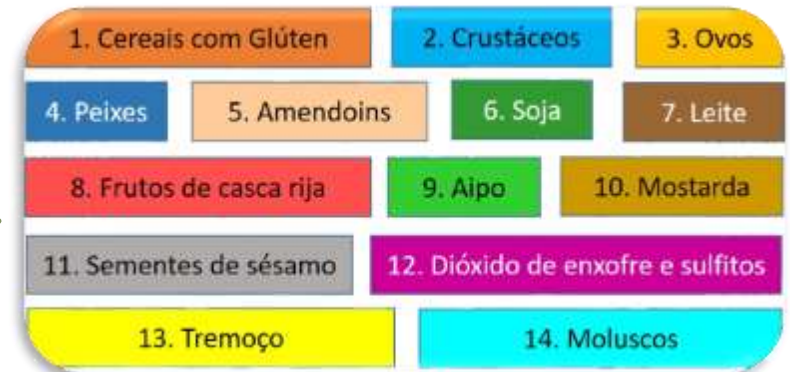 1. Cereais com Glúten
2. Crustáceos
3. Ovos
4. Peixes
5. Amendoins
6. Soja
7. Leite
8. Frutos de casca rija
9. Aipo
10. Mostarda
11. Sementes de sésamo
12. Dióxido de enxofre e sulfitos
13. Tremoço
14. Moluscos